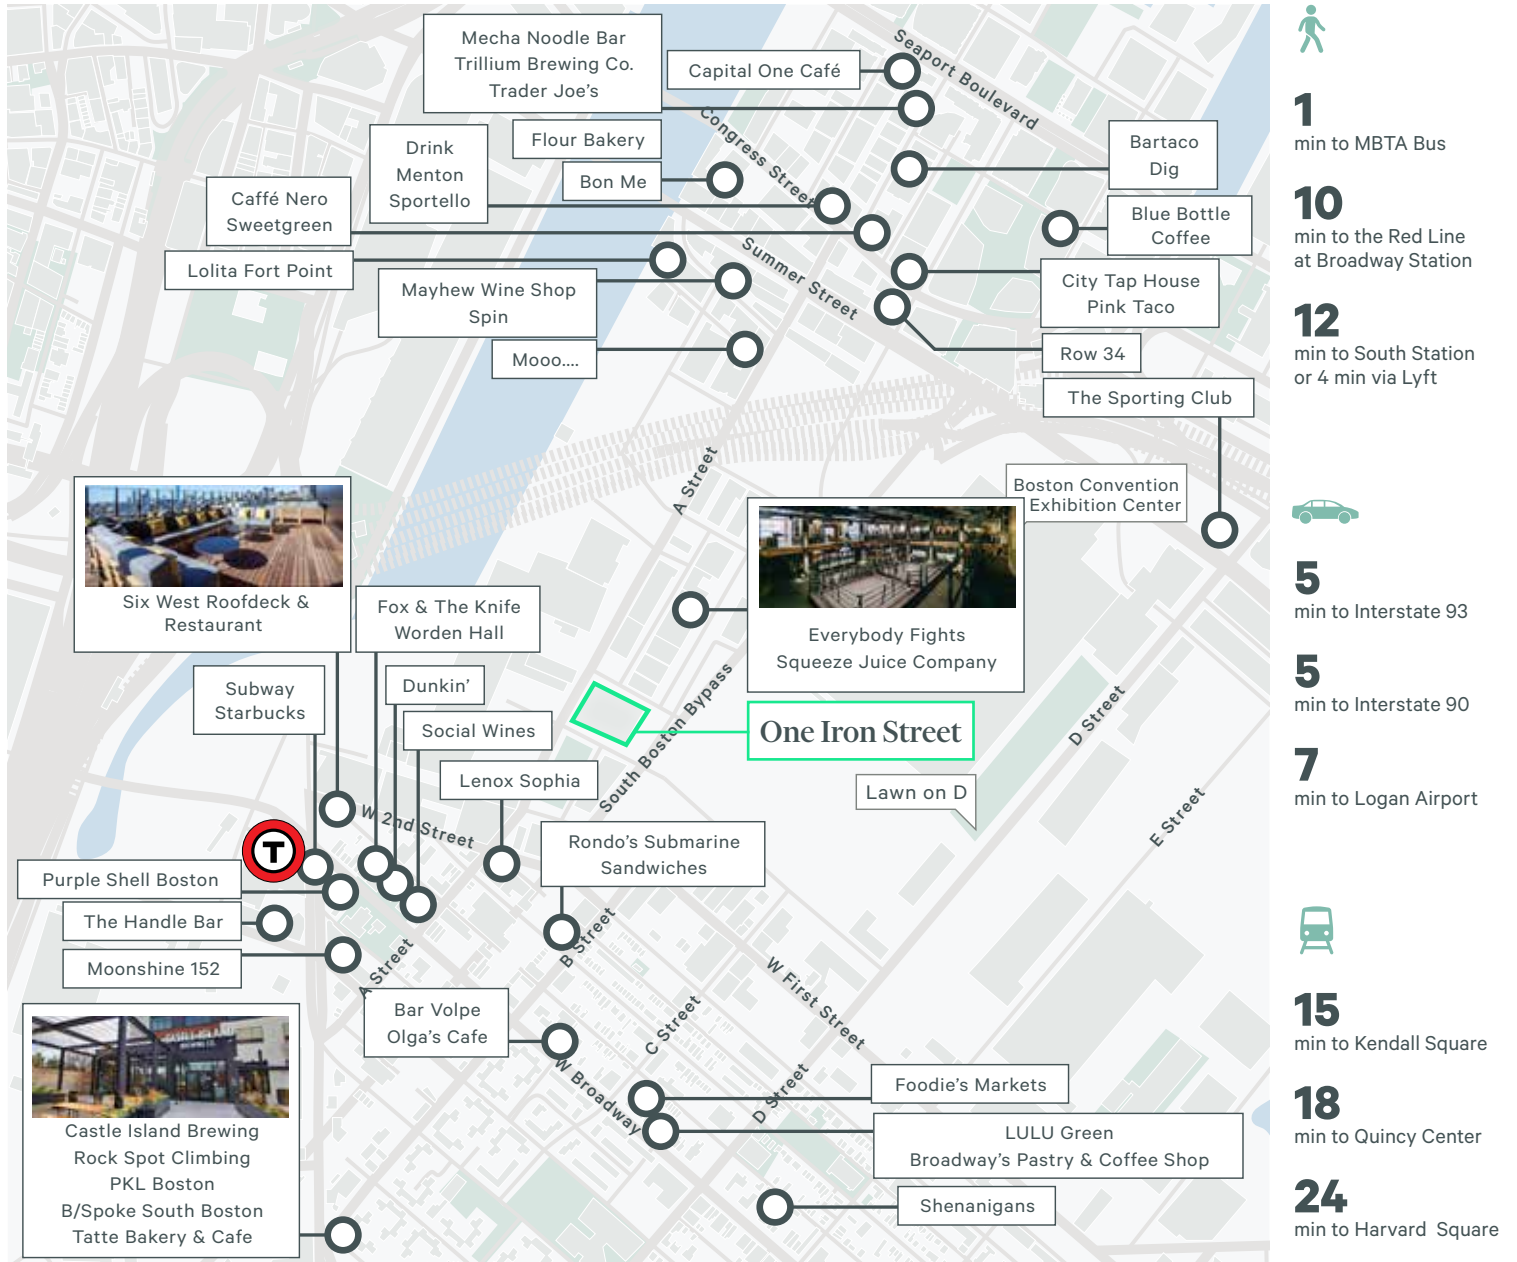 Mecha Noodle Bar
Trillium Brewing Co.
Trader Joe's
Capital One Café
Seaport Boulevard
Congress Street
Flour Bakery
Bon Me
Drink
Menton
Sportello
Bartaco
Dig
Caffé Nero
Sweetgreen
Blue Bottle
Coffee
Lolita Fort Point
Summer Street
Mayhew Wine Shop
Spin
City Tap House
Pink Taco
Mooo....
Row 34
The Sporting Club
A Street
Boston Convention
Exhibition Center
Six West Roofdeck &
Restaurant
Fox & The Knife
Worden Hall
Everybody Fights
Squeeze Juice Company
Subway
Starbucks
Dunkin'
Social Wines
South Boston Bypass
One Iron Street
D Street
Lenox Sophia
Lawn on D
E Street
W 2nd Street
T
Rondo's Submarine
Sandwiches
Purple Shell Boston
The Handle Bar
Moonshine 152
A Street
B Street
W First Street
Bar Volpe
Olga's Cafe
C Street
W Broadway
D Street
Foodie's Markets
LULU Green
Broadway's Pastry & Coffee Shop
Shenanigans
Castle Island Brewing
Rock Spot Climbing
PKL Boston
B/Spoke South Boston
Tatte Bakery & Cafe
1
min to MBTA Bus
10
min to the Red Line
at Broadway Station
12
min to South Station
or 4 min via Lyft
5
min to Interstate 93
5
min to Interstate 90
7
min to Logan Airport
15
min to Kendall Square
18
min to Quincy Center
24
min to Harvard Square